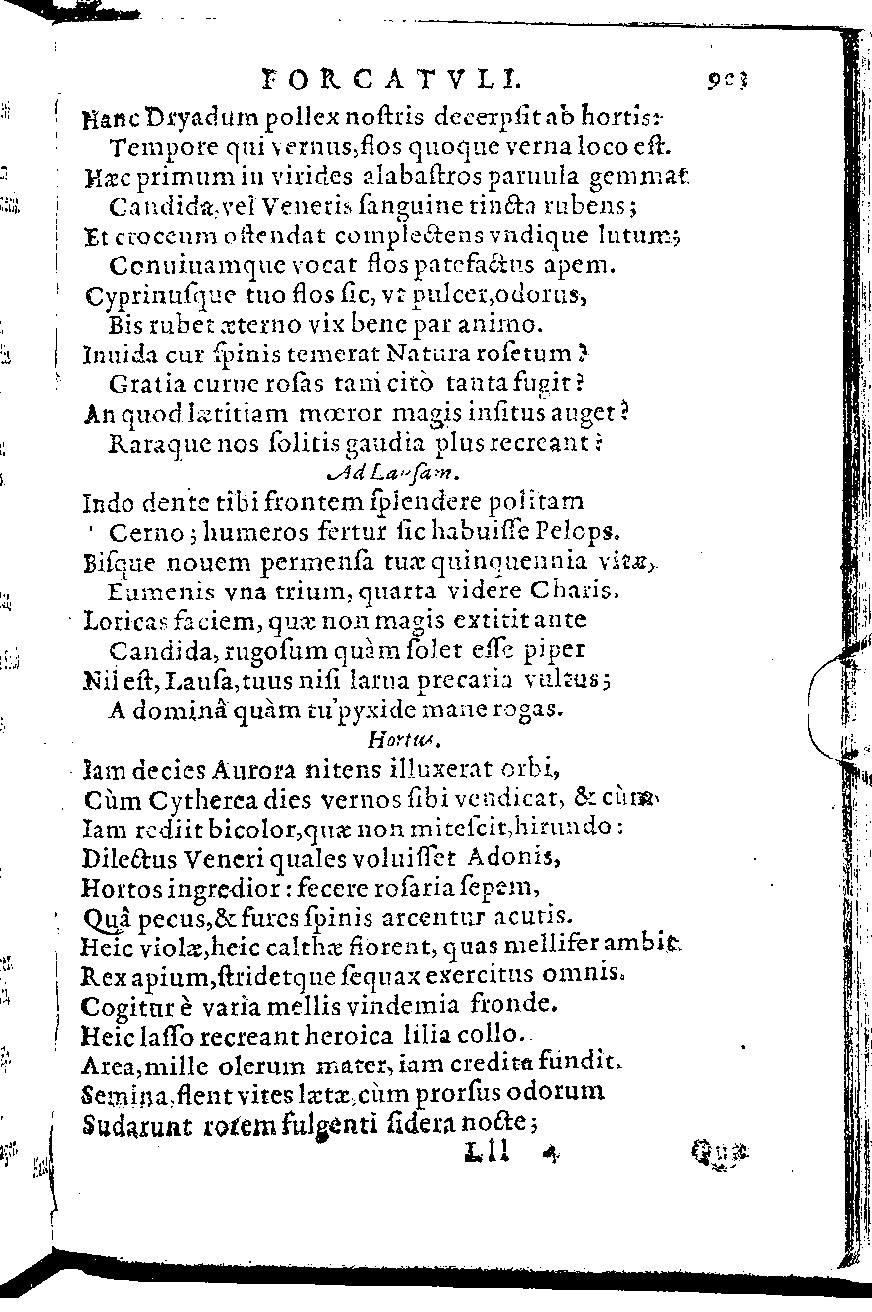 FORCATVLI. 903
Hanc Dryadum pollex noſtris decerpſit ab hortis:
Tempore qui vernus, flos quoque verna loco eſt.
Hæc primum in virides alabaſtros paruula gemmat
Candida, vel Veneris ſanguine tincta rubens;
Et croceum oſtendat complectens vndique lutum;
Conuiuamque vocat flos patefactus apem.
Cyprinuſque tuo flos ſic, vt pulcer, odorus,
Bis rubet æterno vix bene par animo.
Inuida cur ſpinis temerat Natura roſetum?
Gratia curue roſas tam citò tanta fugit?
An quod lætitiam mœror magis inſitus auget?
Raraque nos ſolitis gaudia plus recreant?
Ad Lauſam.
Indo dente tibi frontem ſplendere politam
Cerno; humeros fertur ſic habuiſſe Pelops.
Biſque nouem permenſa tuæ quinquennia vitæ,
Eumenis vna trium, quarta videre Charis.
Loricas faciem, quæ non magis extitit ante
Candida, rugoſum quàm ſolet eſſe piper
Nil eſt, Lauſa, tuus niſi larua precaria vultus;
A dominâ quàm tu pyxide mane rogas.
Hortus.
Iam decies Aurora nitens illuxerat orbi,
Cùm Cytherea dies vernos ſibi vendicat, & cùm
Iam rediit bicolor, quæ non miteſcit, hirundo:
Dilectus Veneri quales voluiſſet Adonis,
Hortos ingredior: fecere roſaria ſepem,
Quâ pecus, & fures ſpinis arcentur acutis.
Heic violæ, heic calthæ florent, quas mellifer ambit
Rex apium, ſtridetque ſequax exercitus omnis.
Cogitur è varia mellis vindemia fronde.
Heic laſſo recreant heroica lilia collo.
Area, mille olerum mater, iam credita fundit
Semina, flent vites lætæ, cùm prorſus odorum
Sudarunt rorem fulgenti ſidera nocte;
Lll 4 Quæ